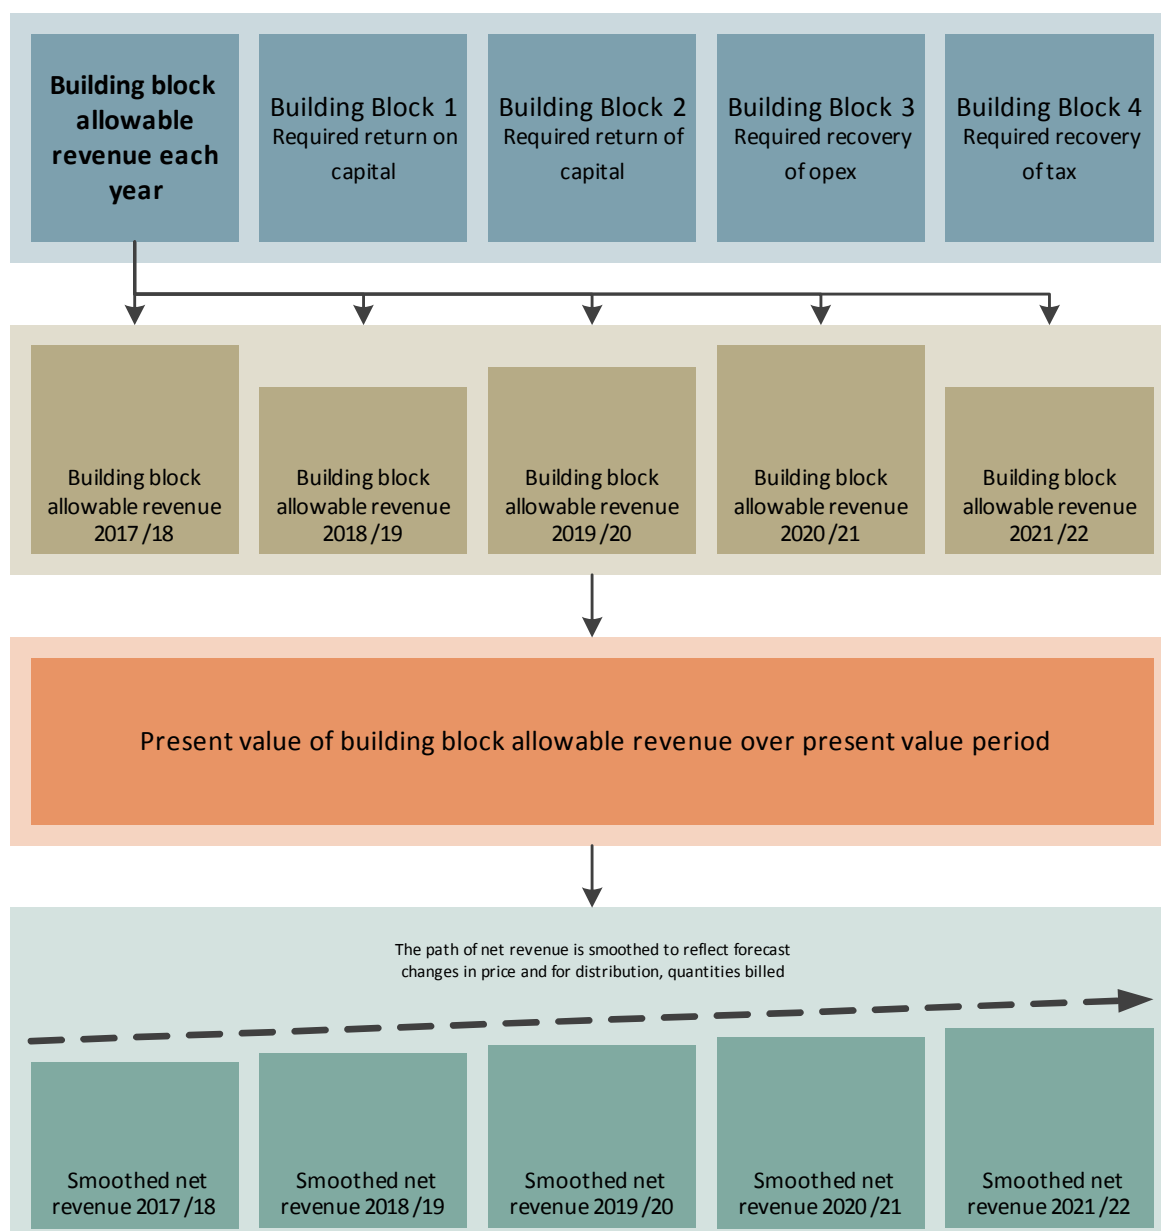 Building block
allowable
revenue each
year
Building Block 1
Required return on
capital
Building Block 2
Required return of
capital
Building Block 3
Required recovery
of opex
Building Block 4
Required recovery
of tax
Building block
allowable revenue
2017/18
Building block
allowable revenue
2018/19
Building block
allowable revenue
2019/20
Building block
allowable revenue
2020/21
Building block
allowable revenue
2021/22
Present value of building block allowable revenue over present value period
The path of net revenue is smoothed to reflect forecast
changes in price and for distribution, quantities billed
Smoothed net
revenue 2017/18
Smoothed net
revenue 2018/19
Smoothed net
revenue 2019/20
Smoothed net
revenue 2020/21
Smoothed net
revenue 2021/22